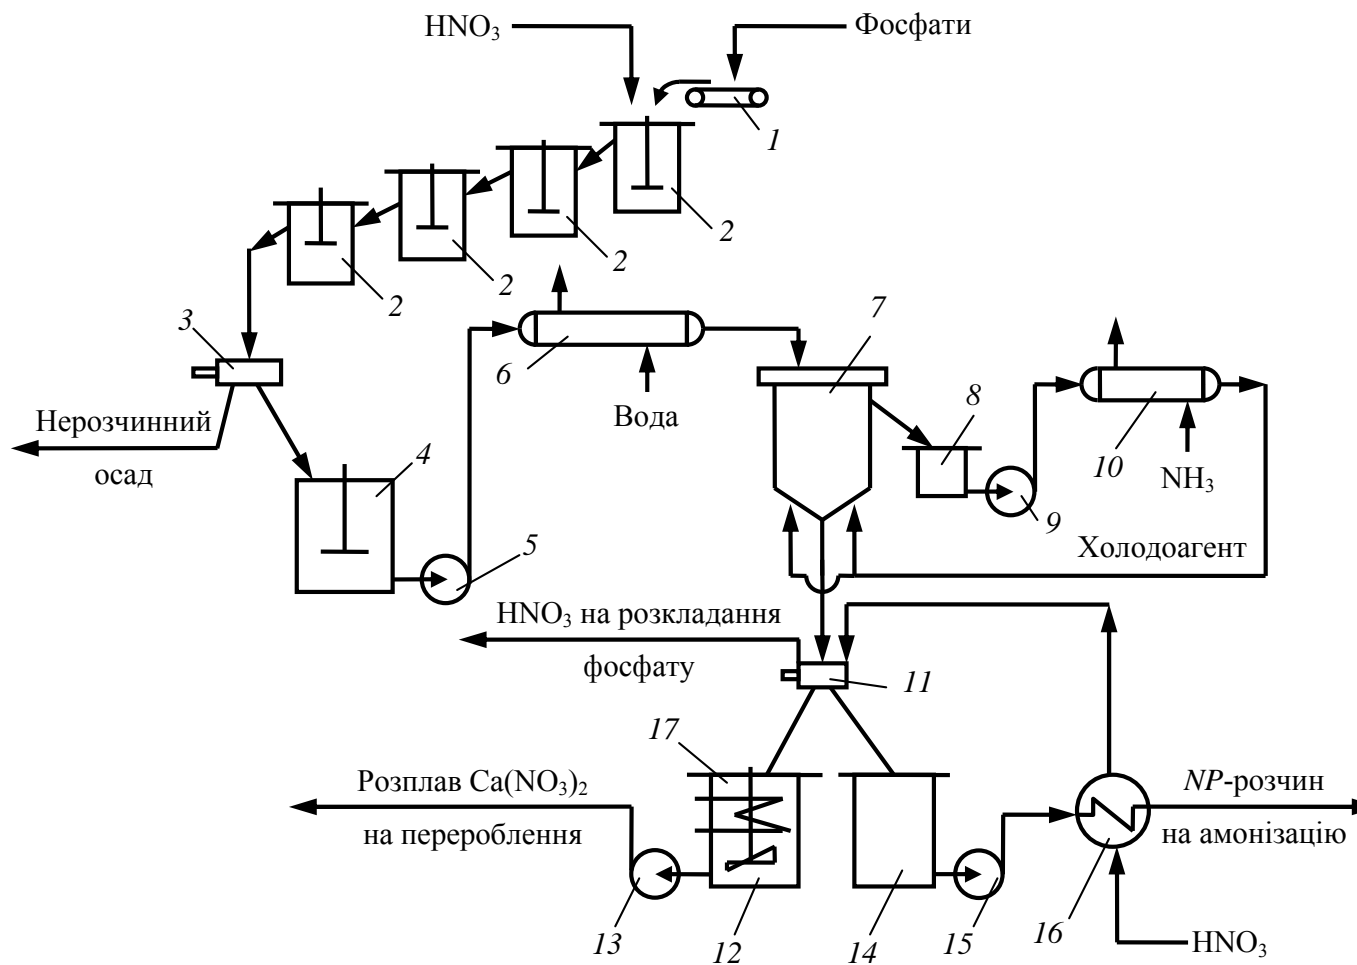 HNO3
Фосфати
1
2
2
2
2
3
6
7
8
Вода
10
NH3
Нерозчинний
осад
4
5
9
Холодоагент
HNO3 на розкладання
фосфату
11
17
Розплав Ca(NO3)2
на перероблення
NP-розчин
на амонізацію
13
12
14
15
16
HNO3